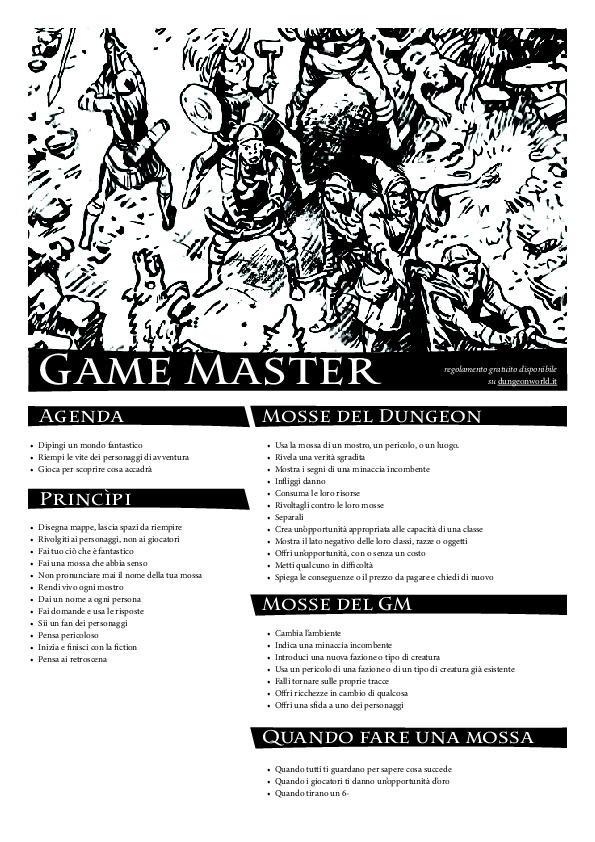 GAME MASTER
regolamento gratuito disponibile
su dungeonworld.it
AGENDA
• Dipingi un mondo fantastico
• Riempi le vite dei personaggi di avventura
• Gioca per scoprire cosa accadrà
PRINCÌPI
• Disegna mappe, lascia spazi da riempire
• Rivolgiti ai personaggi, non ai giocatori
• Fai tuo ciò che è fantastico
• Fai una mossa che abbia senso
• Non pronunciare mai il nome della tua mossa
• Rendi vivo ogni mostro
• Dai un nome a ogni persona
• Fai domande e usa le risposte
• Sii un fan dei personaggi
• Pensa pericoloso
• Inizia e finisci con la fiction
• Pensa ai retroscena
MOSSE DEL DUNGEON
• Usa la mossa di un mostro, un pericolo, o un luogo.
• Rivela una verità sgradita
• Mostra i segni di una minaccia incombente
• Infliggi danno
• Consuma le loro risorse
• Rivoltagli contro le loro mosse
• Separali
• Crea un'opportunità appropriata alle capacità di una classe
• Mostra il lato negativo delle loro classi, razze o oggetti
• Offri un'opportunità, con o senza un costo
• Metti qualcuno in difficoltà
• Spiega le conseguenze o il prezzo da pagare e chiedi di nuovo
MOSSE DEL GM
• Cambia l'ambiente
• Indica una minaccia incombente
• Introduci una nuova fazione o tipo di creatura
• Usa un pericolo di una fazione o di un tipo di creatura già esistente
• Falli tornare sulle proprie tracce
• Offri ricchezze in cambio di qualcosa
• Offri una sfida a uno dei personaggi
QUANDO FARE UNA MOSSA
• Quando tutti ti guardano per sapere cosa succede
• Quando i giocatori ti danno un'opportunità d'oro
• Quando tirano un 6-